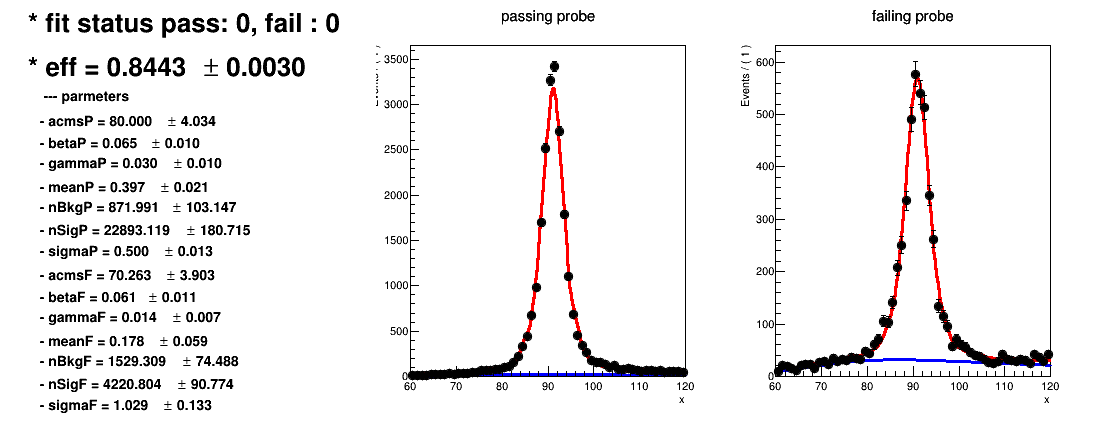 * fit status pass: 0, fail : 0
* eff = 0.8443 ± 0.0030
--- parmeters
- acmsP = 80.000 ± 4.034
- betaP = 0.065 ± 0.010
- gammaP = 0.030 ± 0.010
- meanP = 0.397 ± 0.021
- nBkgP = 871.991 ± 103.147
- nSigP = 22893.119 ± 180.715
- sigmaP = 0.500 ± 0.013
- acmsF = 70.263 ± 3.903
- betaF = 0.061 ± 0.011
- gammaF = 0.014 ± 0.007
- meanF = 0.178 ± 0.059
- nBkgF = 1529.309 ± 74.488
- nSigF = 4220.804 ± 90.774
- sigmaF = 1.029 ± 0.133
passing probe
3500
3000
2500
2000
1500
1000
500
0
60 70 80 90 100 110 120
x
failing probe
Events / ( 1 )
600
500
400
300
200
100
0
60 70 80 90 100 110 120
x